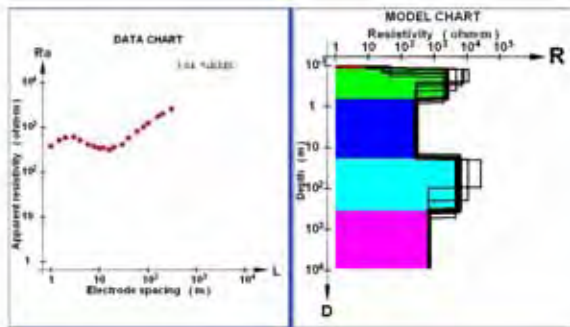 DATA CHART
Ra
Apparent resistivity ( ohm·m )
10⁴
10³
10²
10
1
1
10
10²
10³
10⁴
L
Electrode spacing ( m )
MODEL CHART
Resistivity ( ohm·m )
1
10
10²
10³
10⁴
10⁵
R
Depth ( m )
10⁻¹
1
10
10²
10³
10⁴
D